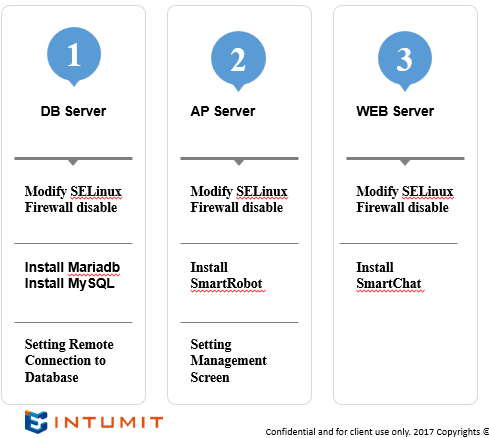 1
DB Server
Modify SELinux
Firewall disable
Install Mariadb
Install MySQL
Setting Remote
Connection to
Database
2
AP Server
Modify SELinux
Firewall disable
Install
SmartRobot
Setting
Management
Screen
3
WEB Server
Modify SELinux
Firewall disable
Install
SmartChat
INTUMIT
Confidential and for client use only. 2017 Copyrights ©